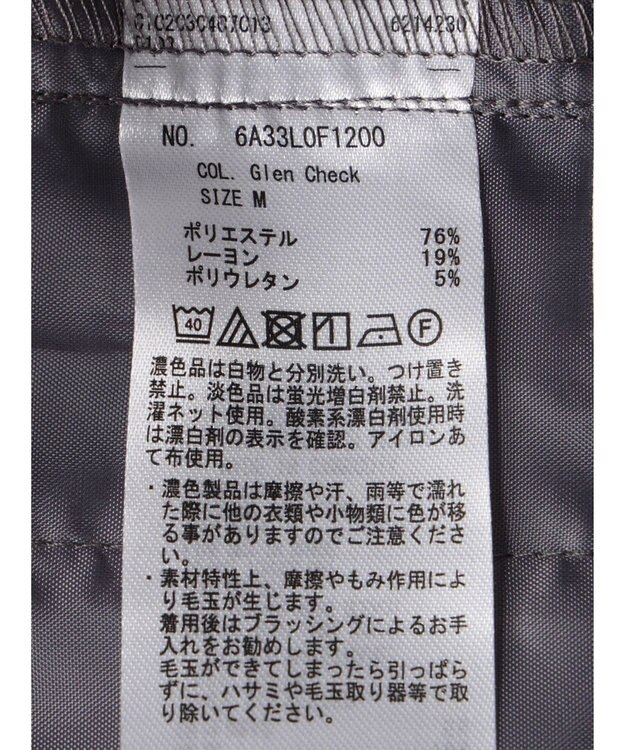 6214230
NO. 6A33L0F1200
COL. Glen Check
SIZE M
ポリエステル 76%
レーヨン 19%
ポリウレタン 5%
40 F
濃色品は白物と分別洗い。つけ置き
禁止。淡色品は蛍光増白剤禁止。洗
濯ネット使用。酸素系漂白剤使用時
は漂白剤の表示を確認。アイロンあ
て布使用。
・濃色製品は摩擦や汗、雨等で濡れ
た際に他の衣類や小物類に色が移
る事がありますのでご注意くださ
い。
・素材特性上、摩擦やもみ作用によ
り毛玉が生じます。
着用後はブラッシングによるお手
入れをお勧めします。
毛玉ができてしまったら引っぱら
ずに、ハサミや毛玉取り器等で取
り除いてください。